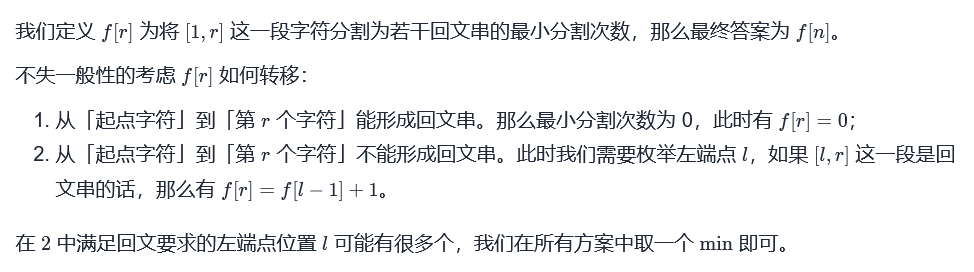 我们定义 f[r] 为将 [1, r] 这一段字符分割为若干回文串的最小分割次数，那么最终答案为 f[n]。
不失一般性的考虑 f[r] 如何转移：
1. 从「起点字符」到「第 r 个字符」能形成回文串。那么最小分割次数为 0，此时有 f[r] = 0；
2. 从「起点字符」到「第 r 个字符」不能形成回文串。此时我们需要枚举左端点 l，如果 [l, r] 这一段是回
文串的话，那么有 f[r] = f[l − 1] + 1。
在 2 中满足回文要求的左端点位置 l 可能有很多个，我们在所有方案中取一个 min 即可。